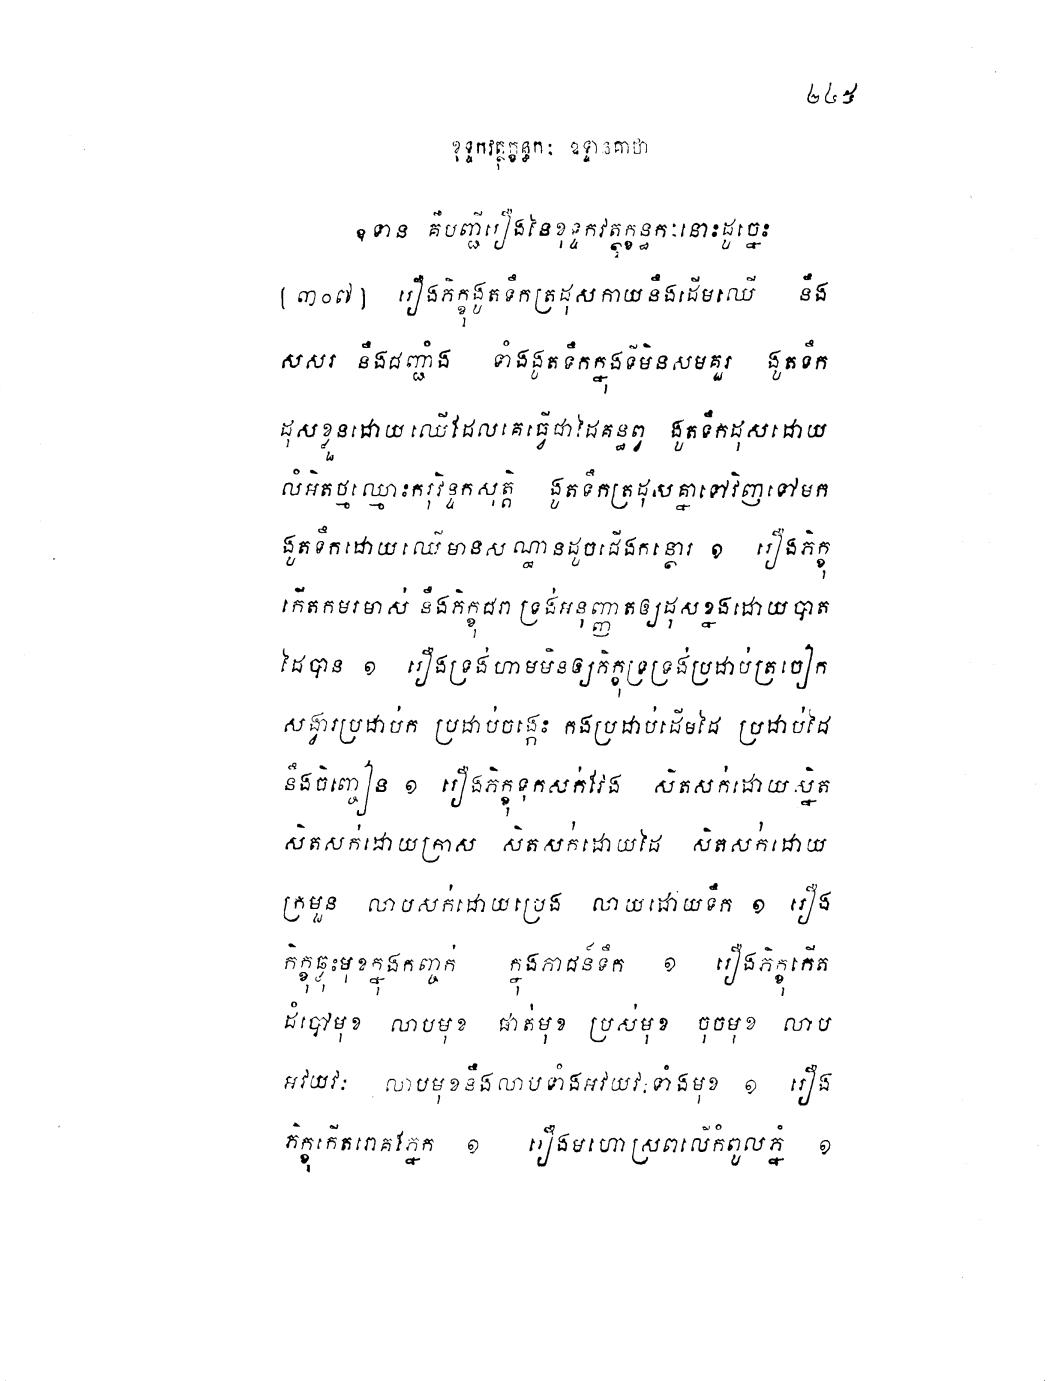 ២៤៥
ខុទ្ទកវត្ថុក្ខន្ធកៈ ឧទ្ទានគាថា
ឧទ្ទាន គឺបញ្ជីរឿងនៃខុទ្ទកវត្ថុក្ខន្ធកៈនោះដូច្នេះ
[៣០៧] រឿងភិក្ខុងូតទឹកត្រដុសកាយនឹងដើមឈើ នឹង
សសរ នឹងជញ្ជាំង ទាំងងូតទឹកក្នុងទីមិនសមគួរ ងូតទឹក
ដុសខ្លួនដោយឈើដែលគេធ្វើជាដៃគន្ធព្វ ងូតទឹកដុសដោយ
លំអិតថ្មឈ្មោះករុវិន្ទកសុត្តិ ងូតទឹកត្រដុសគ្នាទៅវិញទៅមក
ងូតទឹកដោយឈើមានសណ្ឋានដូចជើងកន្ថោរ ១ រឿងភិក្ខុ
កើតកមរមាស់ នឹងភិក្ខុជរា ទ្រង់អនុញ្ញាតឲ្យដុសខ្នងដោយបាត
ដៃបាន ១ រឿងទ្រង់ហាមមិនឲ្យភិក្ខុទ្រទ្រង់ប្រដាប់ត្រចៀក
សង្វារប្រដាប់ក ប្រដាប់ចង្កេះ កងប្រដាប់ដើមដៃ ប្រដាប់ដៃ
នឹងចិញ្ចៀន ១ រឿងភិក្ខុទុកសក់វែង សិតសក់ដោយស្និត
សិតសក់ដោយក្រាស សិតសក់ដោយដៃ សិតសក់ដោយ
ក្រមួន លាបសក់ដោយប្រេង លាយដោយទឹក ១ រឿង
ភិក្ខុឆ្លុះមុខក្នុងកញ្ចក់ ក្នុងភាជន៍ទឹក ១ រឿងភិក្ខុកើត
ដំបៅមុខ លាបមុខ ផាត់មុខ ប្រស់មុខ ចុចមុខ លាប
អវយវៈ លាបមុខនឹងលាបទាំងអវយវៈទាំងមុខ ១ រឿង
ភិក្ខុកើតរោគភ្នែក ១ រឿងមហោស្រពលើកំពូលភ្នំ ១